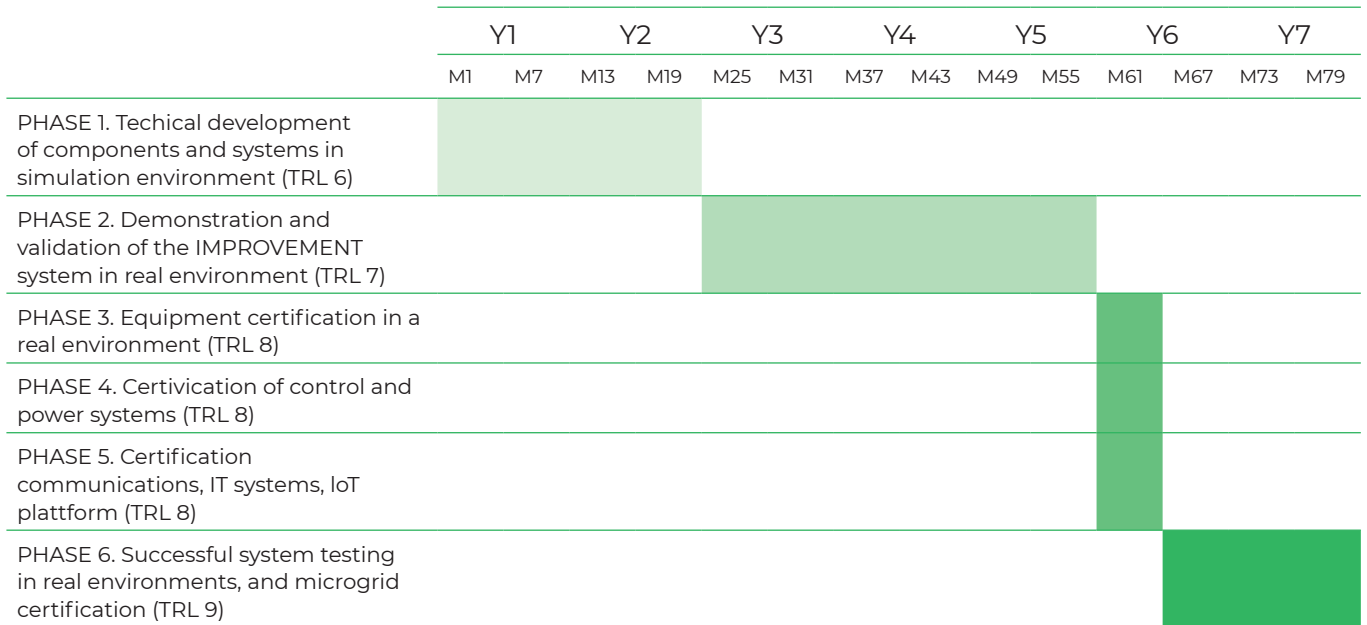 Y1 Y2 Y3 Y4 Y5 Y6 Y7
M1 M7 M13 M19 M25 M31 M37 M43 M49 M55 M61 M67 M73 M79
PHASE 1. Techical development
of components and systems in
simulation environment (TRL 6)
PHASE 2. Demonstration and
validation of the IMPROVEMENT
system in real environment (TRL 7)
PHASE 3. Equipment certification in a
real environment (TRL 8)
PHASE 4. Certivication of control and
power systems (TRL 8)
PHASE 5. Certification
communications, IT systems, loT
plattform (TRL 8)
PHASE 6. Successful system testing
in real environments, and microgrid
certification (TRL 9)